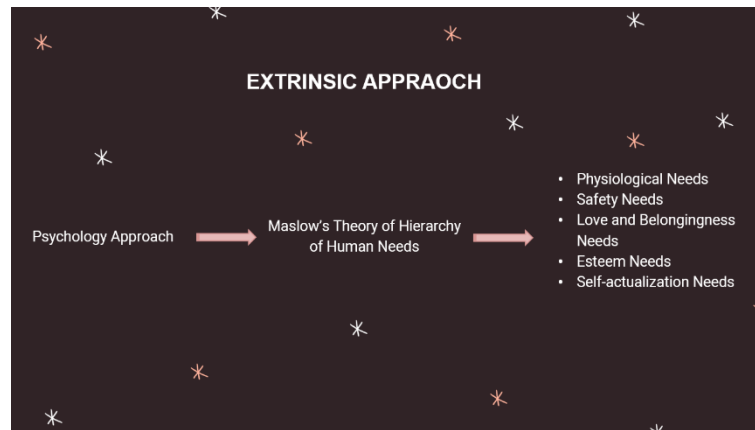 EXTRINSIC APPRAOCH
Psychology Approach
Maslow's Theory of Hierarchy
of Human Needs
• Physiological Needs
• Safety Needs
• Love and Belongingness
Needs
• Esteem Needs
• Self-actualization Needs